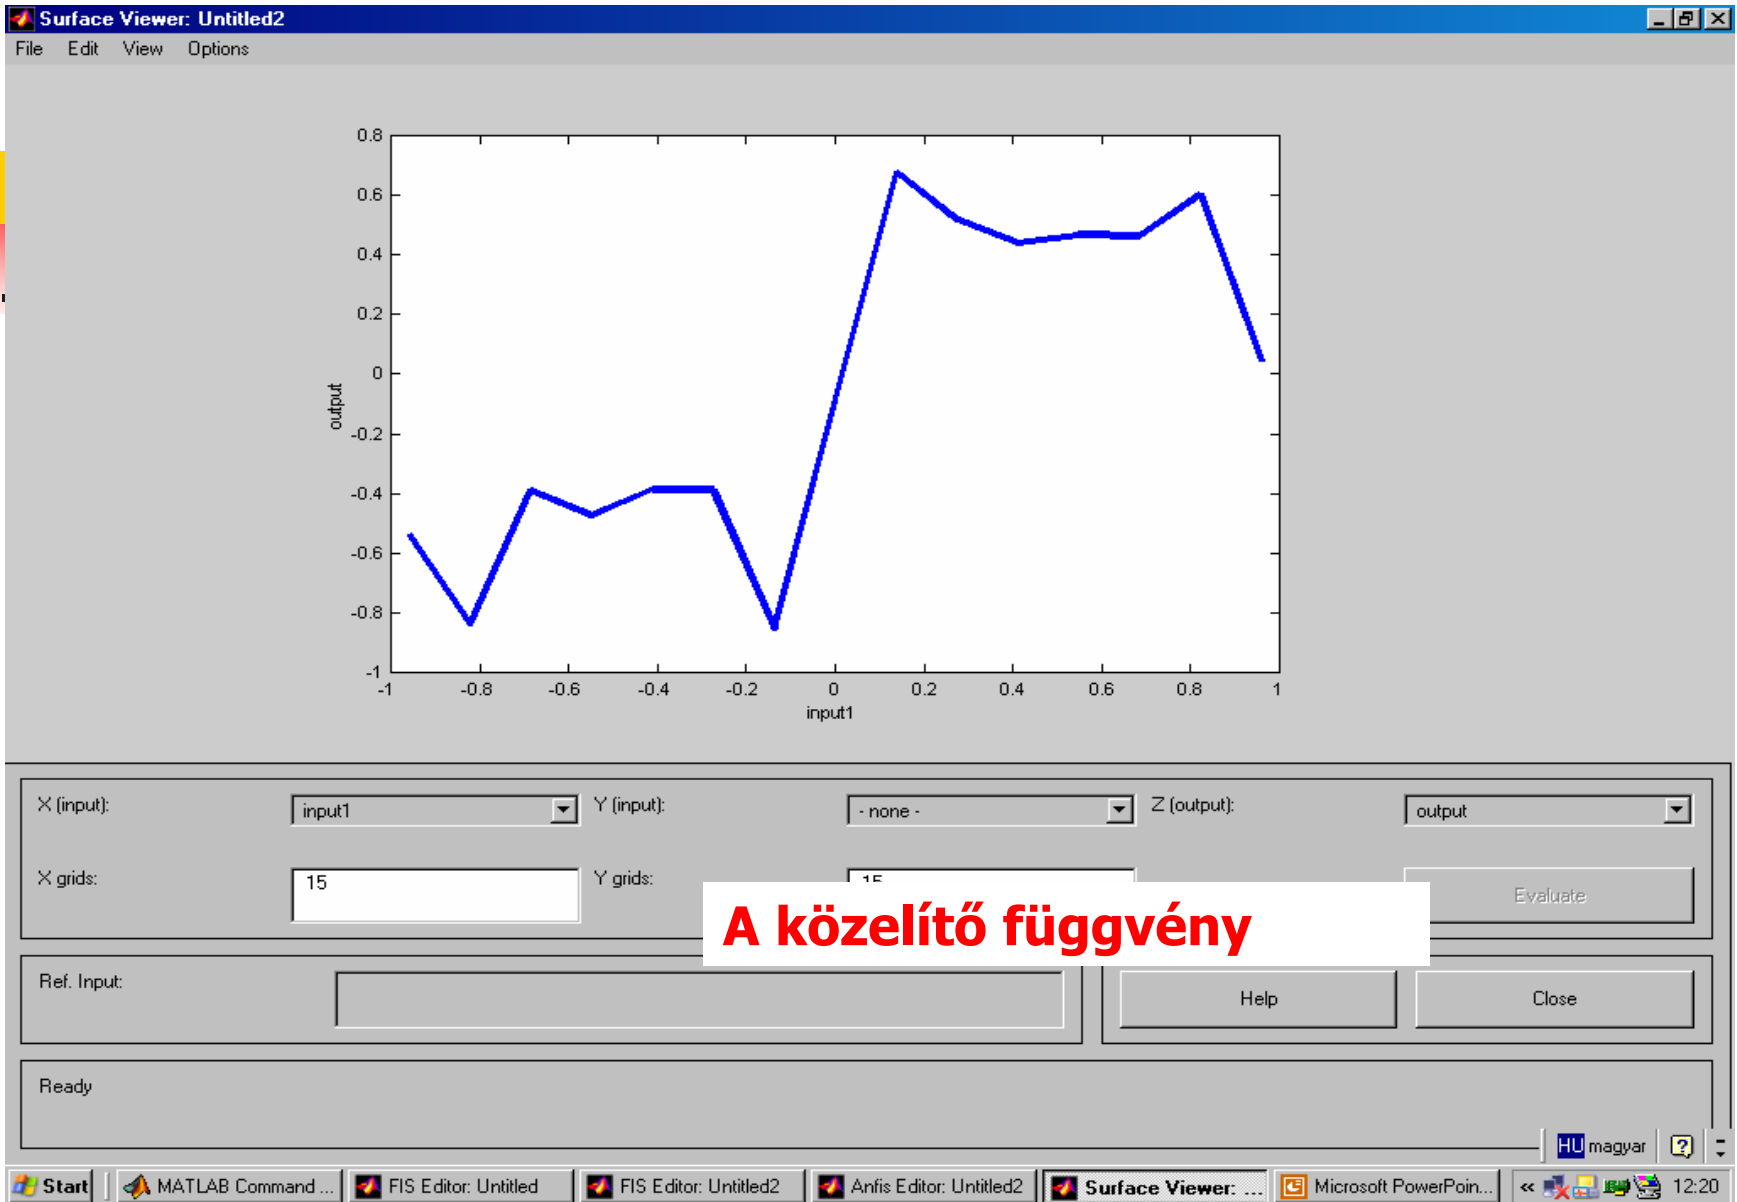 Surface Viewer: Untitled2
File Edit View Options
0.8
0.6
0.4
0.2
0
-0.2
-0.4
-0.6
-0.8
-1
output
-1 -0.8 -0.6 -0.4 -0.2 0 0.2 0.4 0.6 0.8 1
input1
X (input): input1 Y (input): - none - Z (output): output
X grids: 15 Y grids: 15 Evaluate
A közelítő függvény
Ref. Input: Help Close
Ready
HU magyar
Start MATLAB Command ... FIS Editor: Untitled FIS Editor: Untitled2 Anfis Editor: Untitled2 Surface Viewer: ... Microsoft PowerPoin... « 12:20